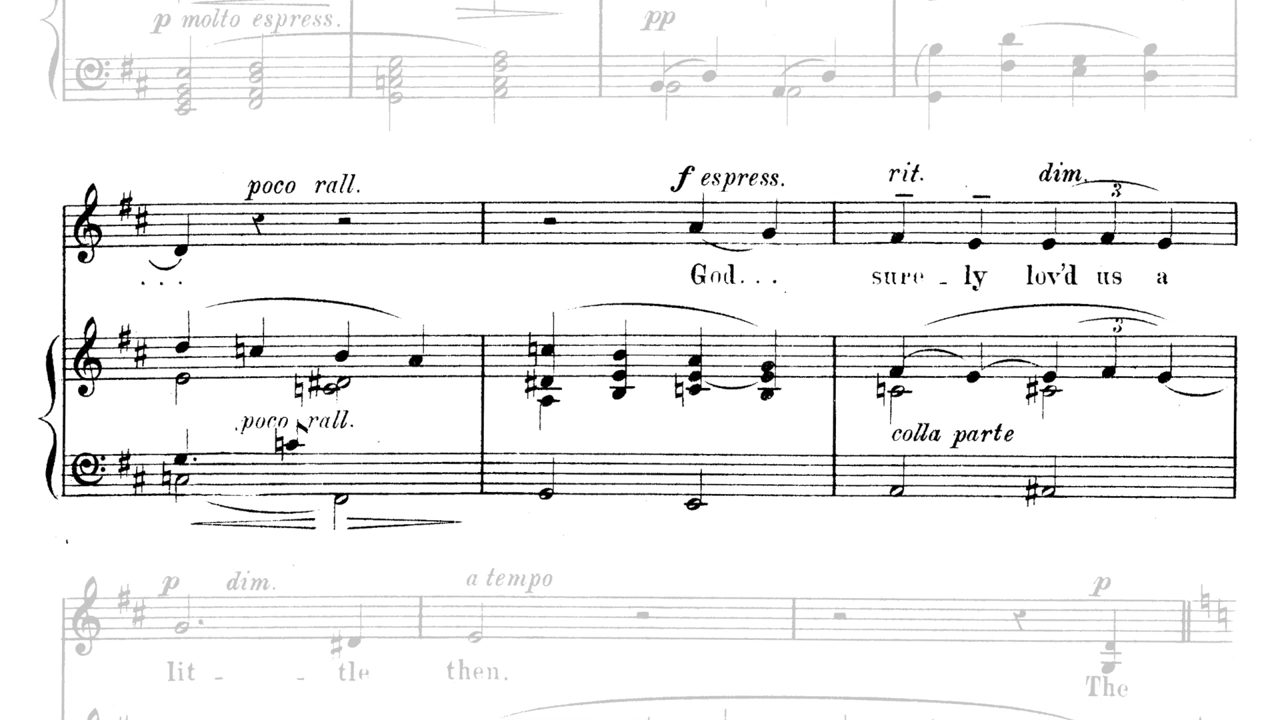 p molto espress.
pp
poco rall.
f espress.
rit.
dim.
3
. . . God. . . sure - ly lov'd us a
3
poco rall.
colla parte
p dim.
a tempo
p
lit - - tle then. The